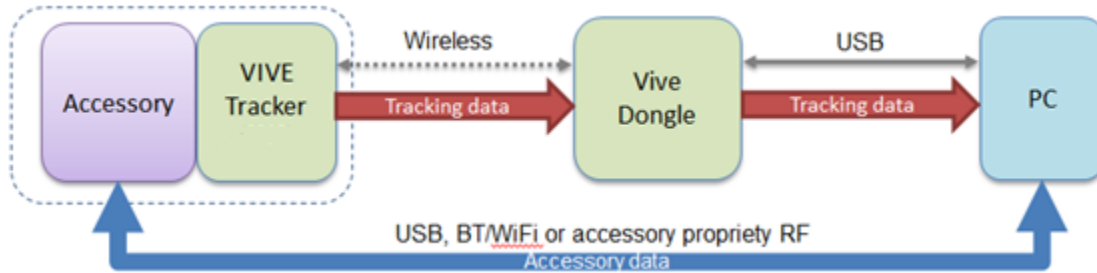 Accessory
VIVE
Tracker
Wireless
Tracking data
Vive
Dongle
USB
Tracking data
PC
USB, BT/WiFi or accessory propriety RF
Accessory data